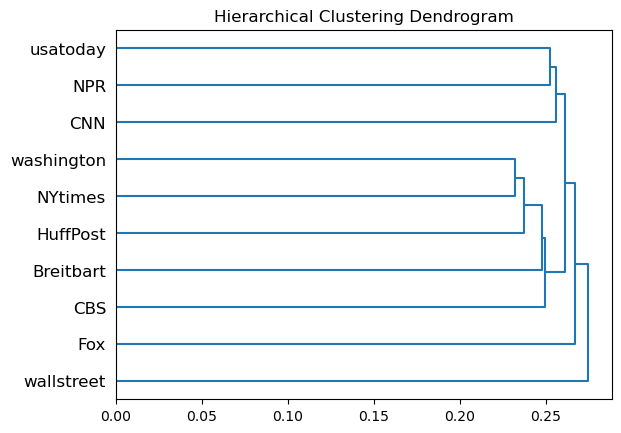 Hierarchical Clustering Dendrogram
usatoday
NPR
CNN
washington
NYtimes
HuffPost
Breitbart
CBS
Fox
wallstreet
0.00 0.05 0.10 0.15 0.20 0.25